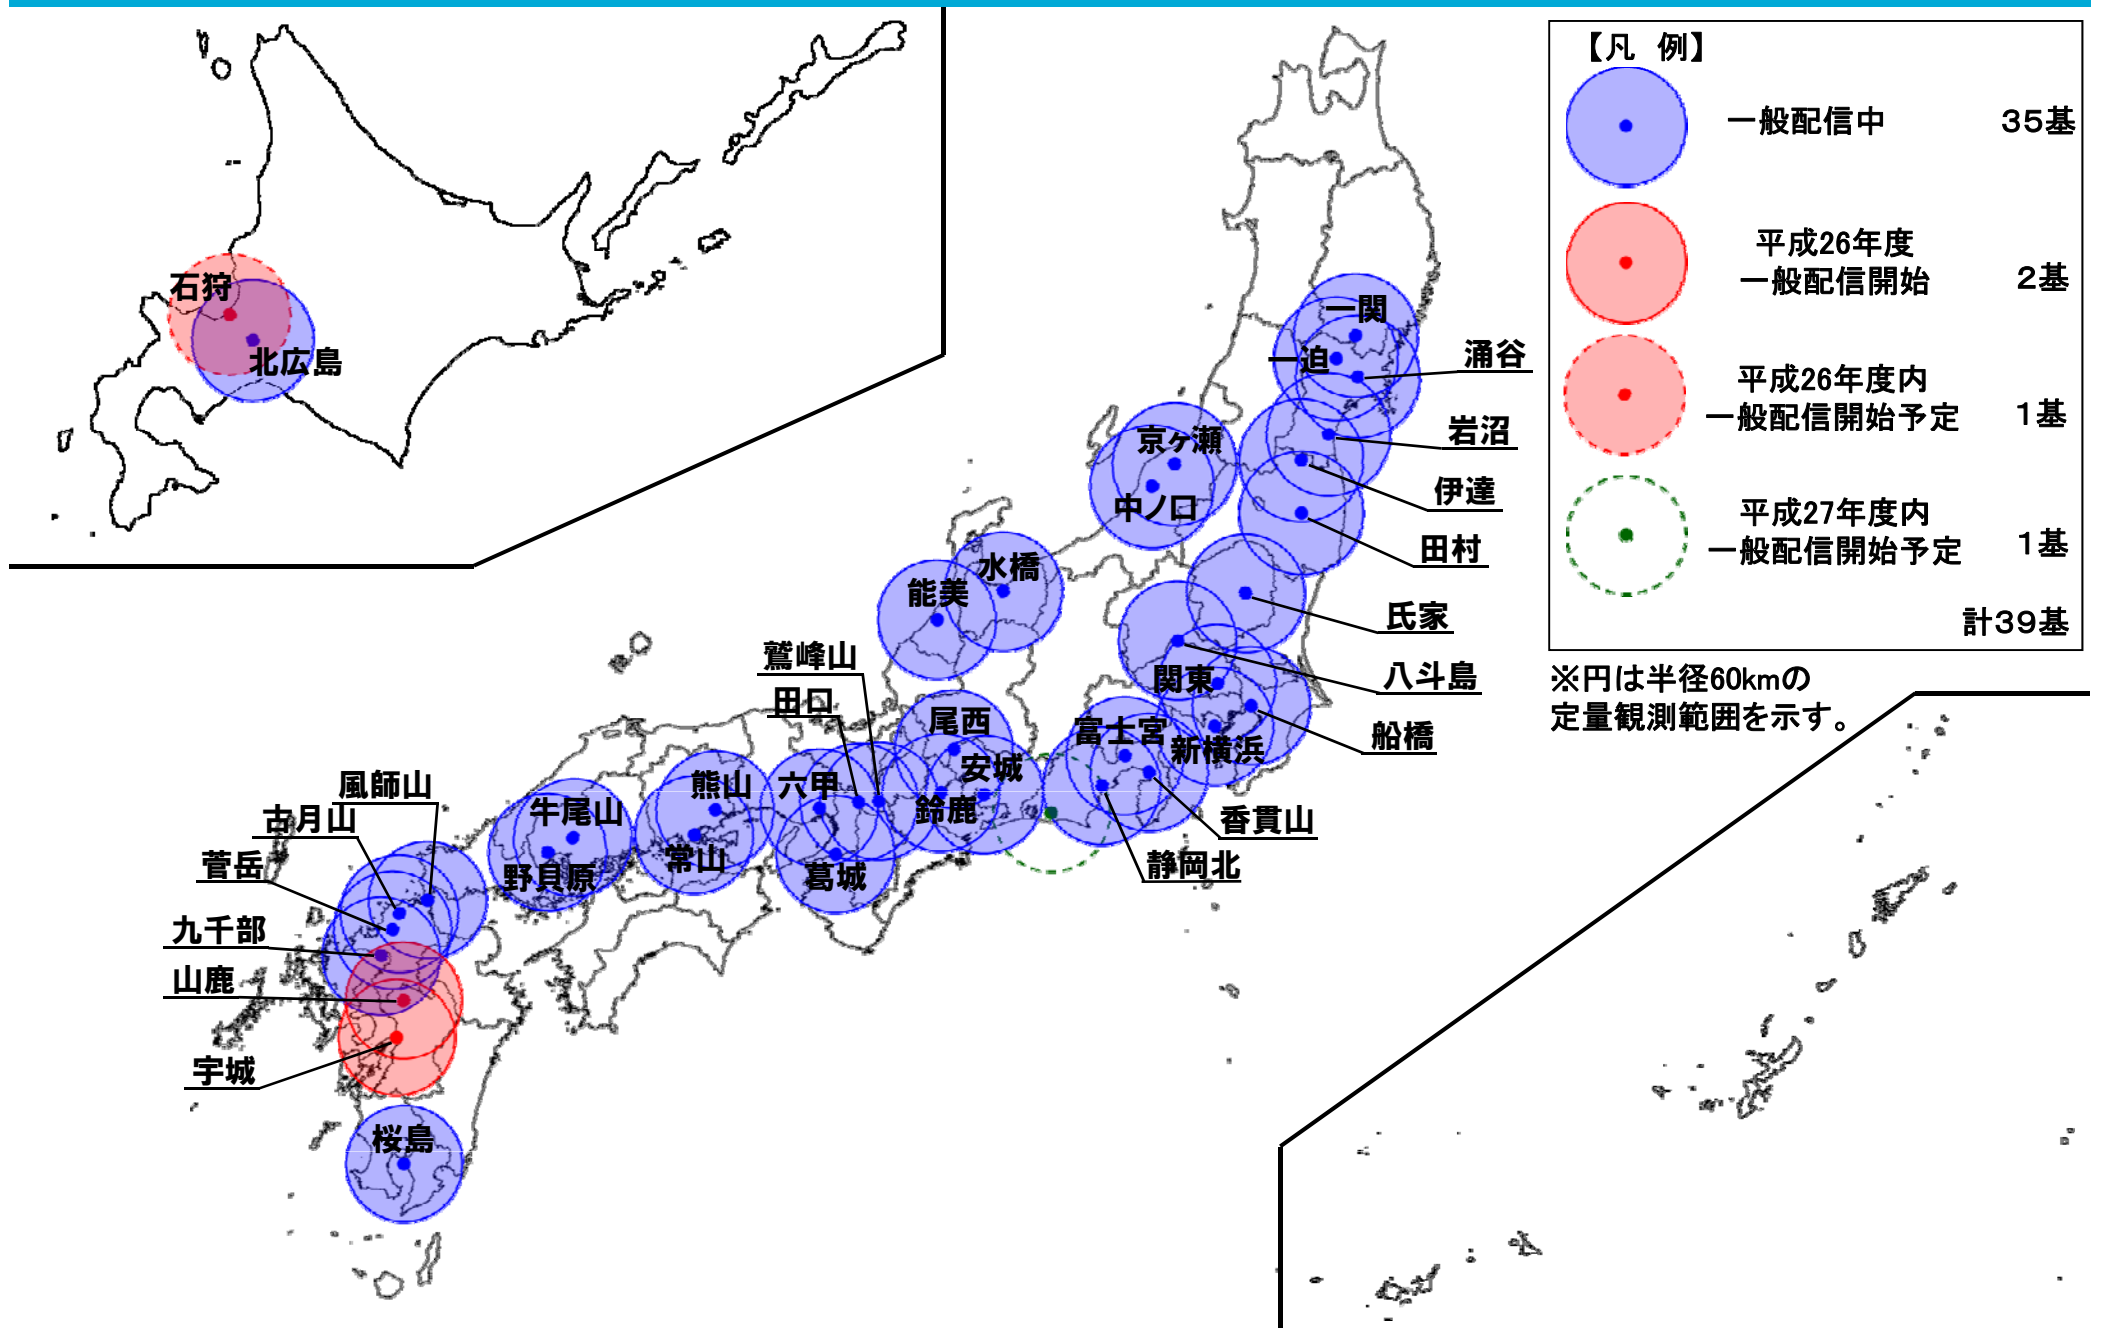 【凡　例】
一般配信中　35基
平成26年度
一般配信開始　2基
平成26年度内
一般配信開始予定　1基
平成27年度内
一般配信開始予定　1基
計39基
※円は半径60kmの
定量観測範囲を示す。
石狩
北広島
一関
一迫
涌谷
岩沼
伊達
田村
京ヶ瀬
中ノ口
水橋
能美
氏家
八斗島
関東
船橋
新横浜
富士宮
香貫山
静岡北
鷲峰山
田口
尾西
安城
鈴鹿
六甲
葛城
熊山
常山
牛尾山
野貝原
風師山
古月山
菅岳
九千部
山鹿
宇城
桜島